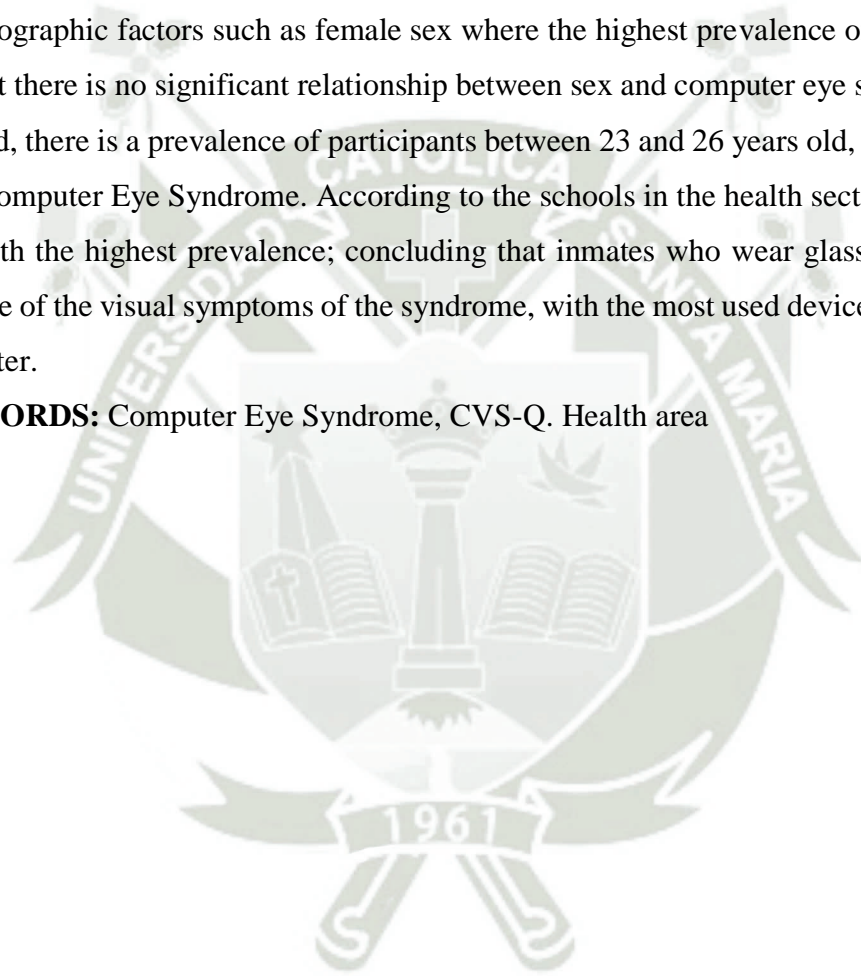 ographic factors such as female sex where the highest prevalence o
t there is no significant relationship between sex and computer eye s
d, there is a prevalence of participants between 23 and 26 years old,
omputer Eye Syndrome. According to the schools in the health sect
th the highest prevalence; concluding that inmates who wear glass
e of the visual symptoms of the syndrome, with the most used device
ter.
ORDS: Computer Eye Syndrome, CVS-Q. Health area
UNIVERSIDAD CATOLICA SANTA MARIA
1961